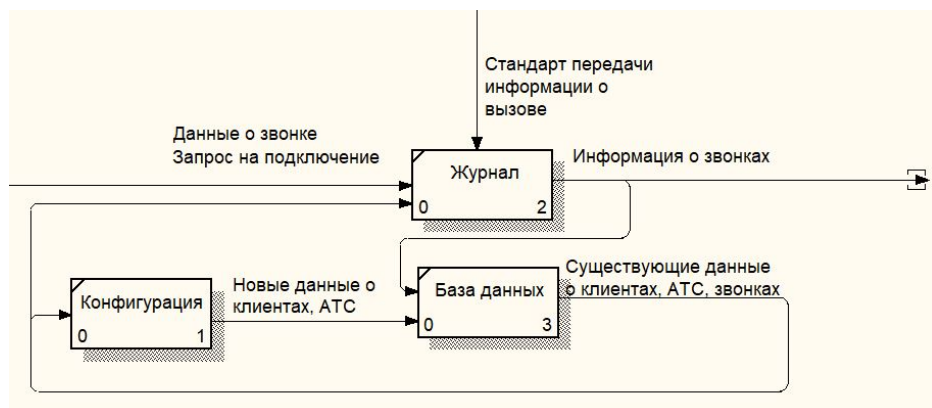 Стандарт передачи
информации о
вызове
Данные о звонке
Запрос на подключение
Журнал
0 2
Информация о звонках
Конфигурация
0 1
Новые данные о
клиентах, АТС
База данных
0 3
Существующие данные
о клиентах, АТС, звонках